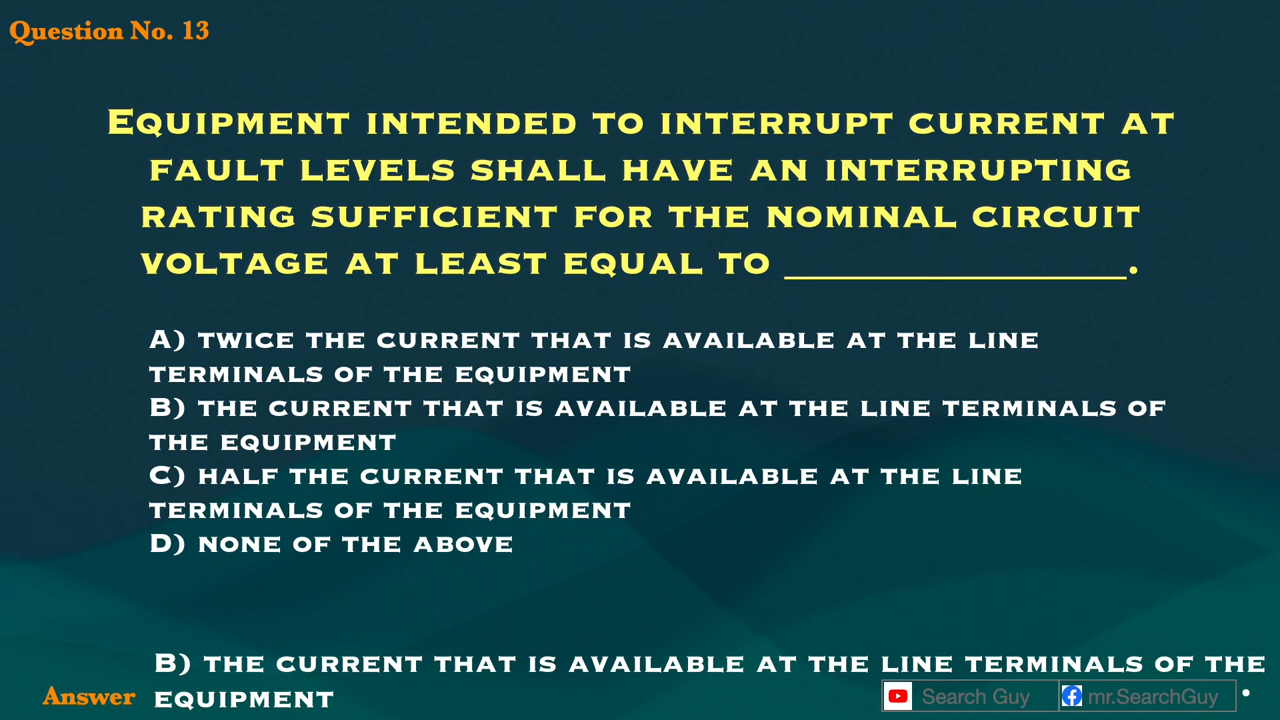 Question No. 13
Equipment intended to interrupt current at
fault levels shall have an interrupting
rating sufficient for the nominal circuit
voltage at least equal to _________________.
A) twice the current that is available at the line
terminals of the equipment
B) the current that is available at the line terminals of
the equipment
C) half the current that is available at the line
terminals of the equipment
D) none of the above
B) the current that is available at the line terminals of the
Answer equipment
Search Guy mr.SearchGuy